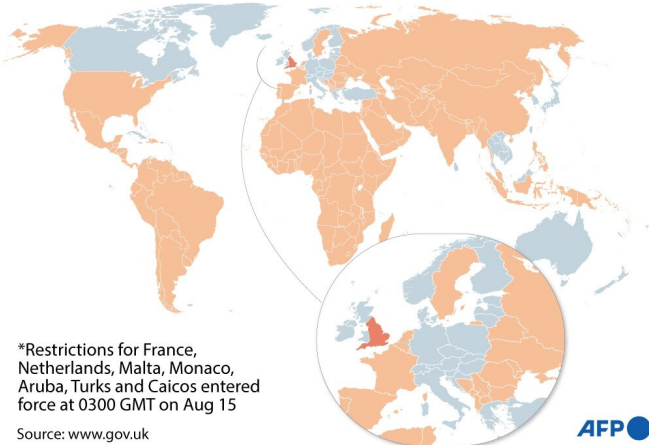 *Restrictions for France,
Netherlands, Malta, Monaco,
Aruba, Turks and Caicos entered
force at 0300 GMT on Aug 15
Source: www.gov.uk
AFP